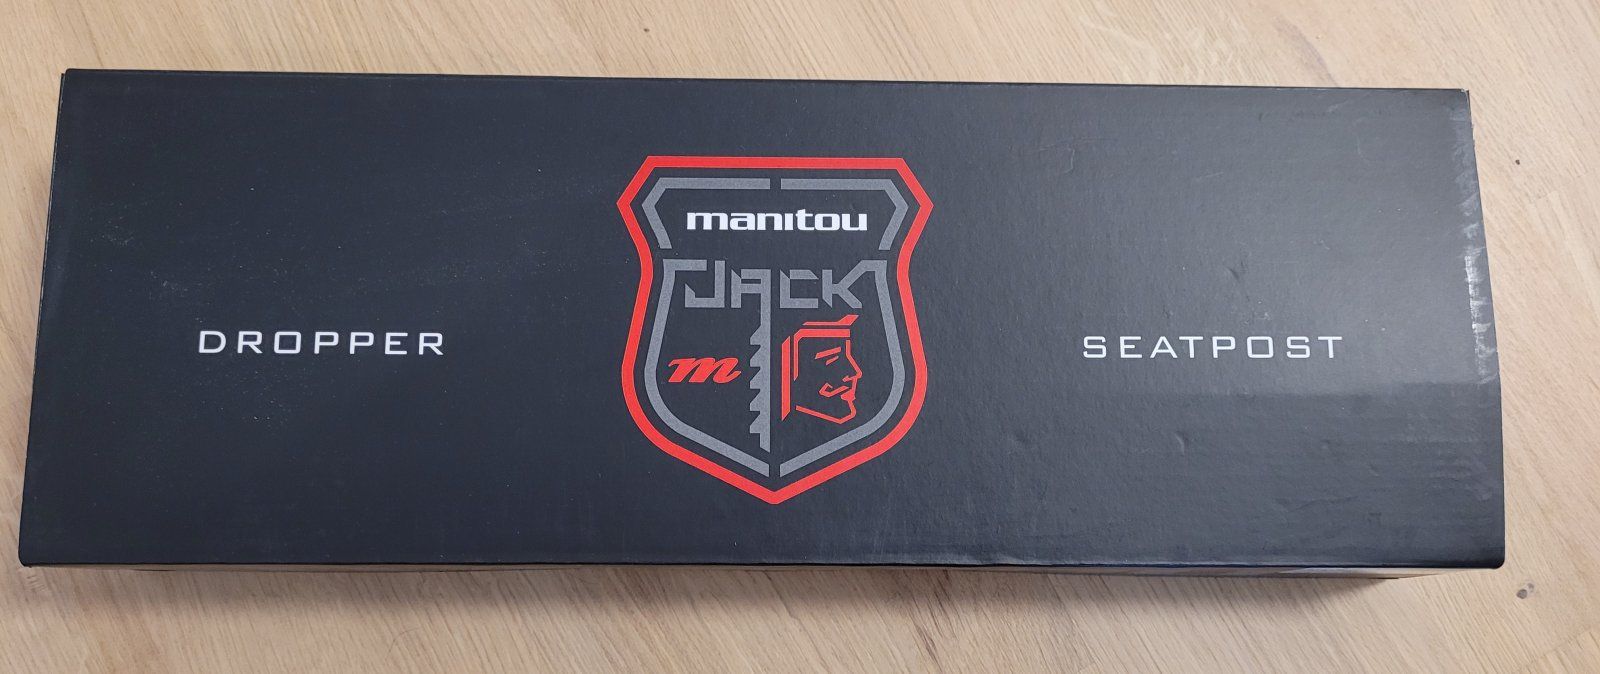 manitou
JACK
DROPPER
m
SEATPOST